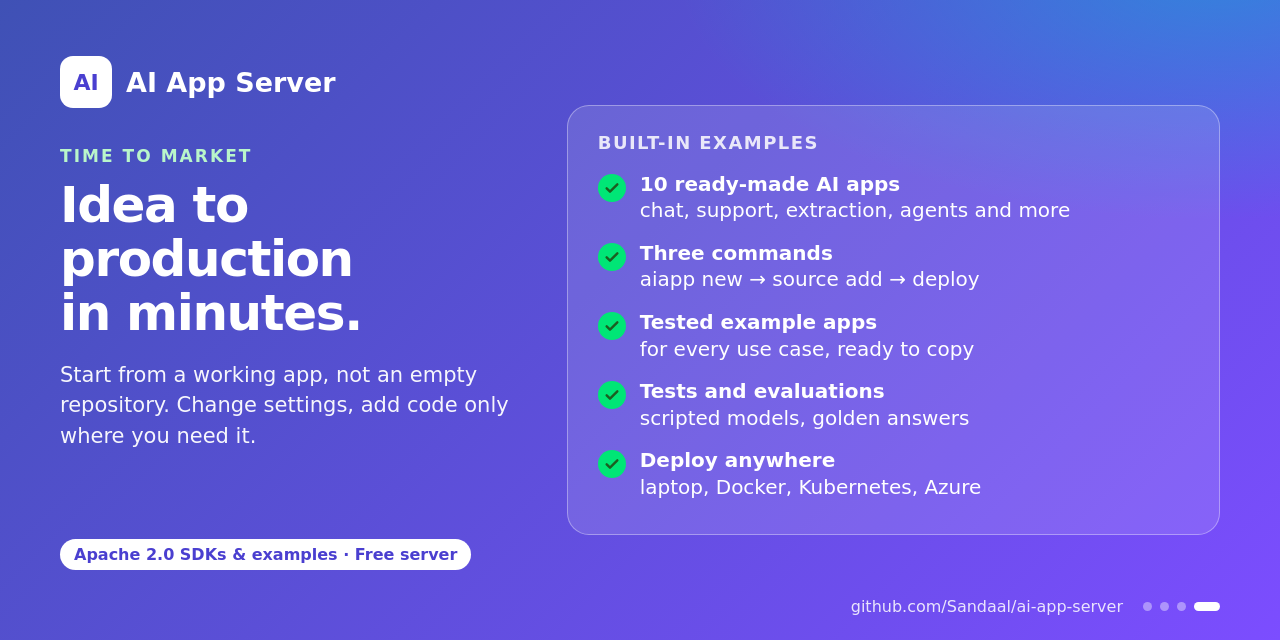 AI
AI App Server
TIME TO MARKET
Idea to
production
in minutes.
Start from a working app, not an empty
repository. Change settings, add code only
where you need it.
Apache 2.0 SDKs & examples · Free server
BUILT-IN EXAMPLES
10 ready-made AI apps
chat, support, extraction, agents and more
Three commands
aiapp new → source add → deploy
Tested example apps
for every use case, ready to copy
Tests and evaluations
scripted models, golden answers
Deploy anywhere
laptop, Docker, Kubernetes, Azure
github.com/Sandaal/ai-app-server